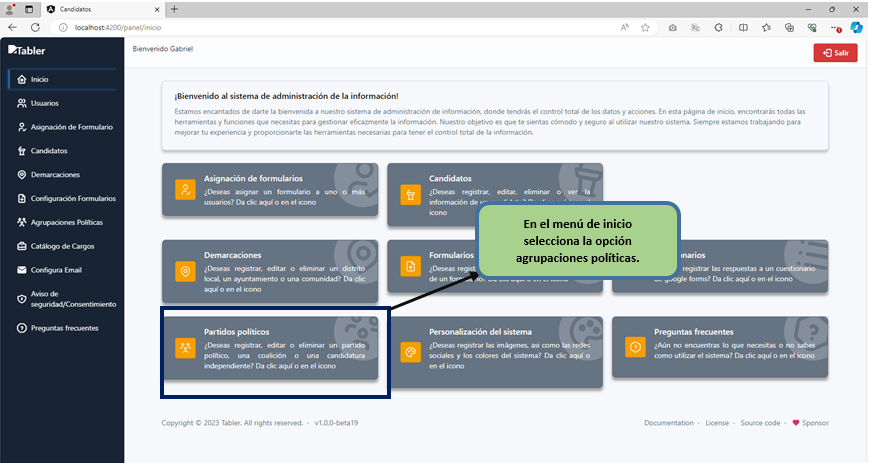 Candidatos
localhost:4200/panel/inicio
Tabler
Bienvenido Gabriel
Salir
Inicio
Usuarios
Asignación de Formulario
Candidatos
Demarcaciones
Configuración Formularios
Agrupaciones Políticas
Catálogo de Cargos
Configura Email
Aviso de
seguridad/Consentimiento
Preguntas frecuentes
¡Bienvenido al sistema de administración de la información!
Estamos encantados de darte la bienvenida a nuestro sistema de administración de información, donde tendrás el control total de los datos y acciones. En esta página de inicio, encontrarás todas las
herramientas y funciones que necesitas para gestionar eficazmente la información. Nuestro objetivo es que te sientas cómodo y seguro al utilizar nuestro sistema. Siempre estamos trabajando para
mejorar tu experiencia y proporcionarte las herramientas necesarias para tener el control total de la información.
Asignación de formularios
¿Deseas asignar un formulario a uno o más
usuarios? Da clic aquí o en el icono
Candidatos
¿Deseas registrar, editar, eliminar o ver la
información de
icono
En el menú de inicio
selecciona la opción
agrupaciones políticas.
Demarcaciones
¿Deseas registrar, editar o eliminar un distrito
local, un ayuntamiento o una comunidad? Da clic
aquí o en el icono
Formularios
¿Deseas
de un
aquí o en el icono
registrar las respuestas a un cuestionario
de google forms? Da clic aquí o en el icono
Partidos políticos
¿Deseas registrar, editar o eliminar un partido
político, una coalición o una candidatura
independiente? Da clic aquí o en el icono
Personalización del sistema
¿Deseas registrar las imágenes, asi como las redes
sociales y los colores del sistema? Da clic aquí o
en el icono
Preguntas frecuentes
¿Aún no encuentras lo que necesitas o no sabes
como utilizar el sistema? Da clic aquí o en el icono
Copyright © 2023 Tabler. All rights reserved. · v1.0.0-beta19
Documentation · License · Source code · Sponsor